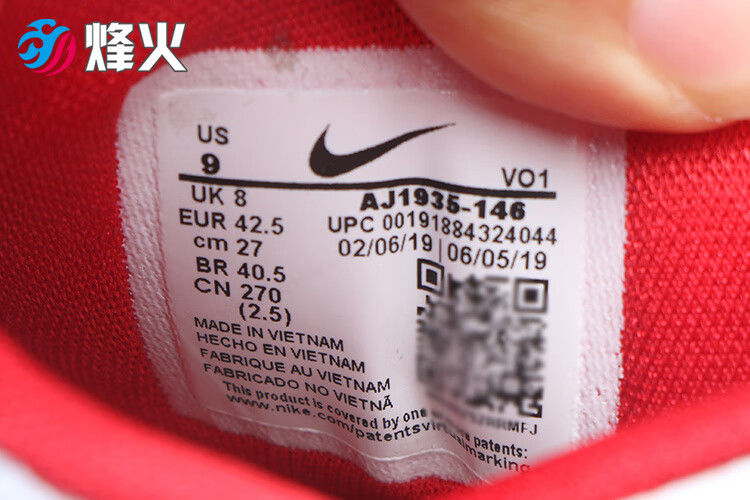 烽火
US
9
VO1
UK 8
AJ1935-146
EUR 42.5
UPC 00191884324044
cm 27
02/06/19 | 06/05/19
BR 40.5
CN 270
(2.5)
MADE IN VIETNAM
HECHO EN VIETNAM
FABRIQUE AU VIETNAM
FABRICADO NO VIETNÃ
This product is covered by one patents:
www.nike.com/patentsvirtualmarking